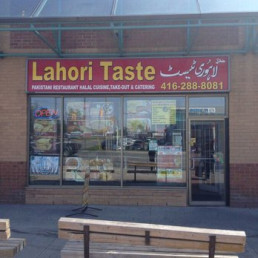 Lahori Taste لاہوری ٹیسٹ
PAKISTANI RESTAURANT HALAL CUISINE,TAKE-OUT & CATERING 416-288-8081